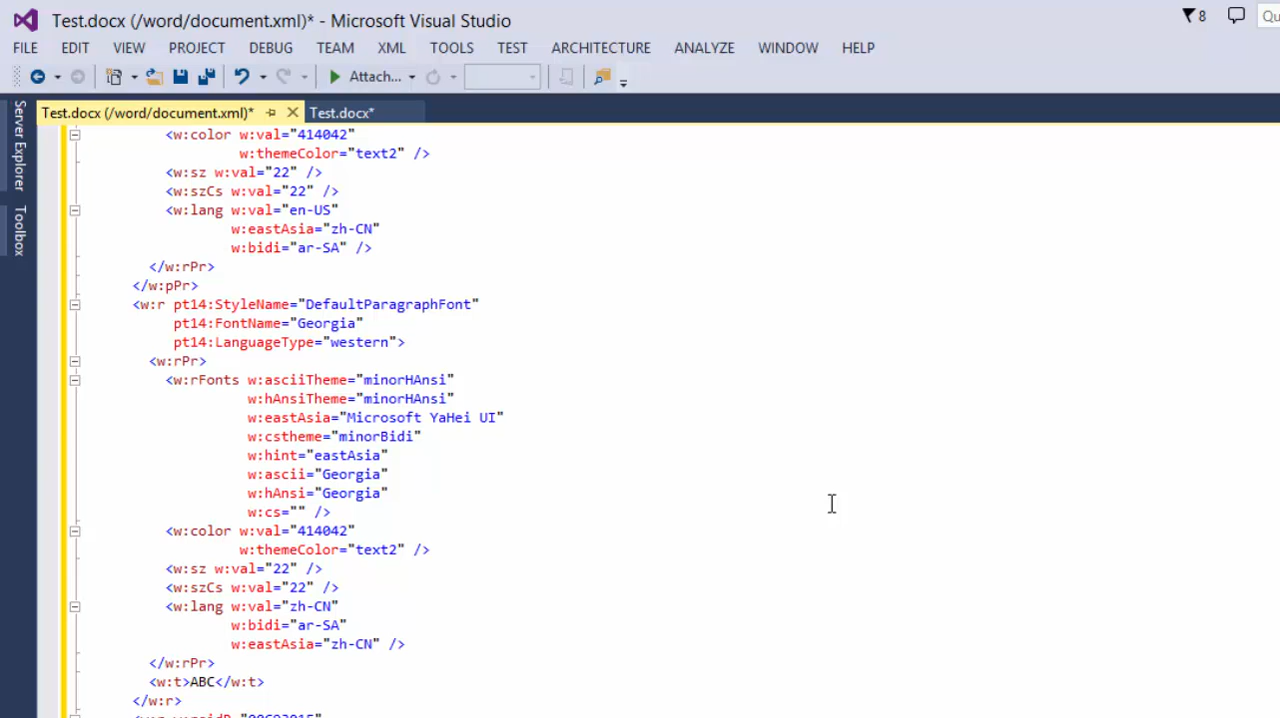 Test.docx (/word/document.xml)* - Microsoft Visual Studio
8
FILE EDIT VIEW PROJECT DEBUG TEAM XML TOOLS TEST ARCHITECTURE ANALYZE WINDOW HELP
Attach...
Server Explorer
Toolbox
Test.docx (/word/document.xml)* Test.docx*
<w:color w:val="414042"
w:themeColor="text2" />
<w:sz w:val="22" />
<w:szCs w:val="22" />
<w:lang w:val="en-US"
w:eastAsia="zh-CN"
w:bidi="ar-SA" />
</w:rPr>
</w:pPr>
<w:r pt14:StyleName="DefaultParagraphFont"
pt14:FontName="Georgia"
pt14:LanguageType="western">
<w:rPr>
<w:rFonts w:asciiTheme="minorHAnsi"
w:hAnsiTheme="minorHAnsi"
w:eastAsia="Microsoft YaHei UI"
w:cstheme="minorBidi"
w:hint="eastAsia"
w:ascii="Georgia"
w:hAnsi="Georgia"
w:cs="" />
<w:color w:val="414042"
w:themeColor="text2" />
<w:sz w:val="22" />
<w:szCs w:val="22" />
<w:lang w:val="zh-CN"
w:bidi="ar-SA"
w:eastAsia="zh-CN" />
</w:rPr>
<w:t>ABC</w:t>
</w:r>